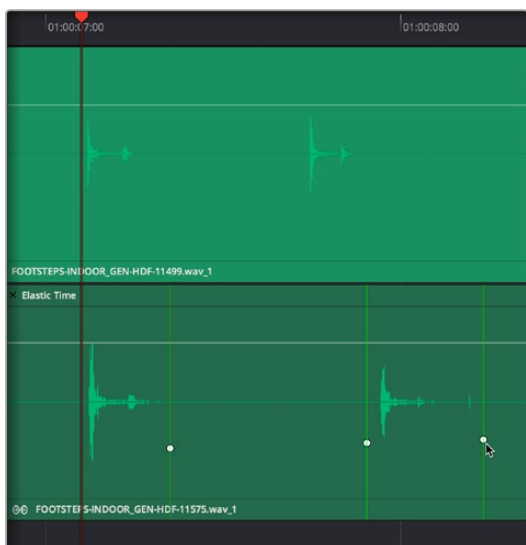 01:00:07:00
01:00:08:00
FOOTSTEPS-INDOOR_GEN-HDF-11499.wav_1
× Elastic Time
FOOTSTEPS-INDOOR_GEN-HDF-11575.wav_1